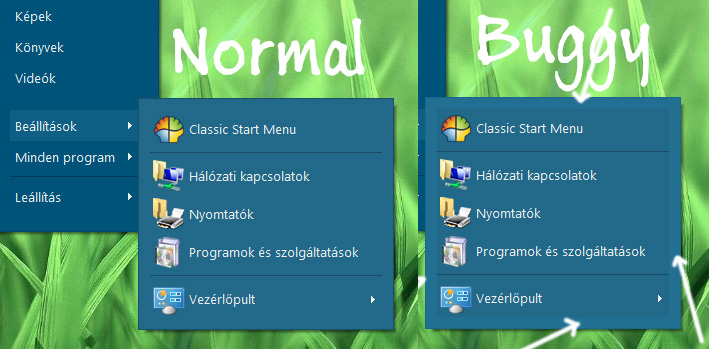 Normal
Képek
Könyvek
Videók
Beállítások
Minden program
Leállítás
Classic Start Menu
Hálózati kapcsolatok
Nyomtatók
Programok és szolgáltatások
Vezérlőpult
Buggy
Classic Start Menu
Hálózati kapcsolatok
Nyomtatók
Programok és szolgáltatások
Vezérlőpult